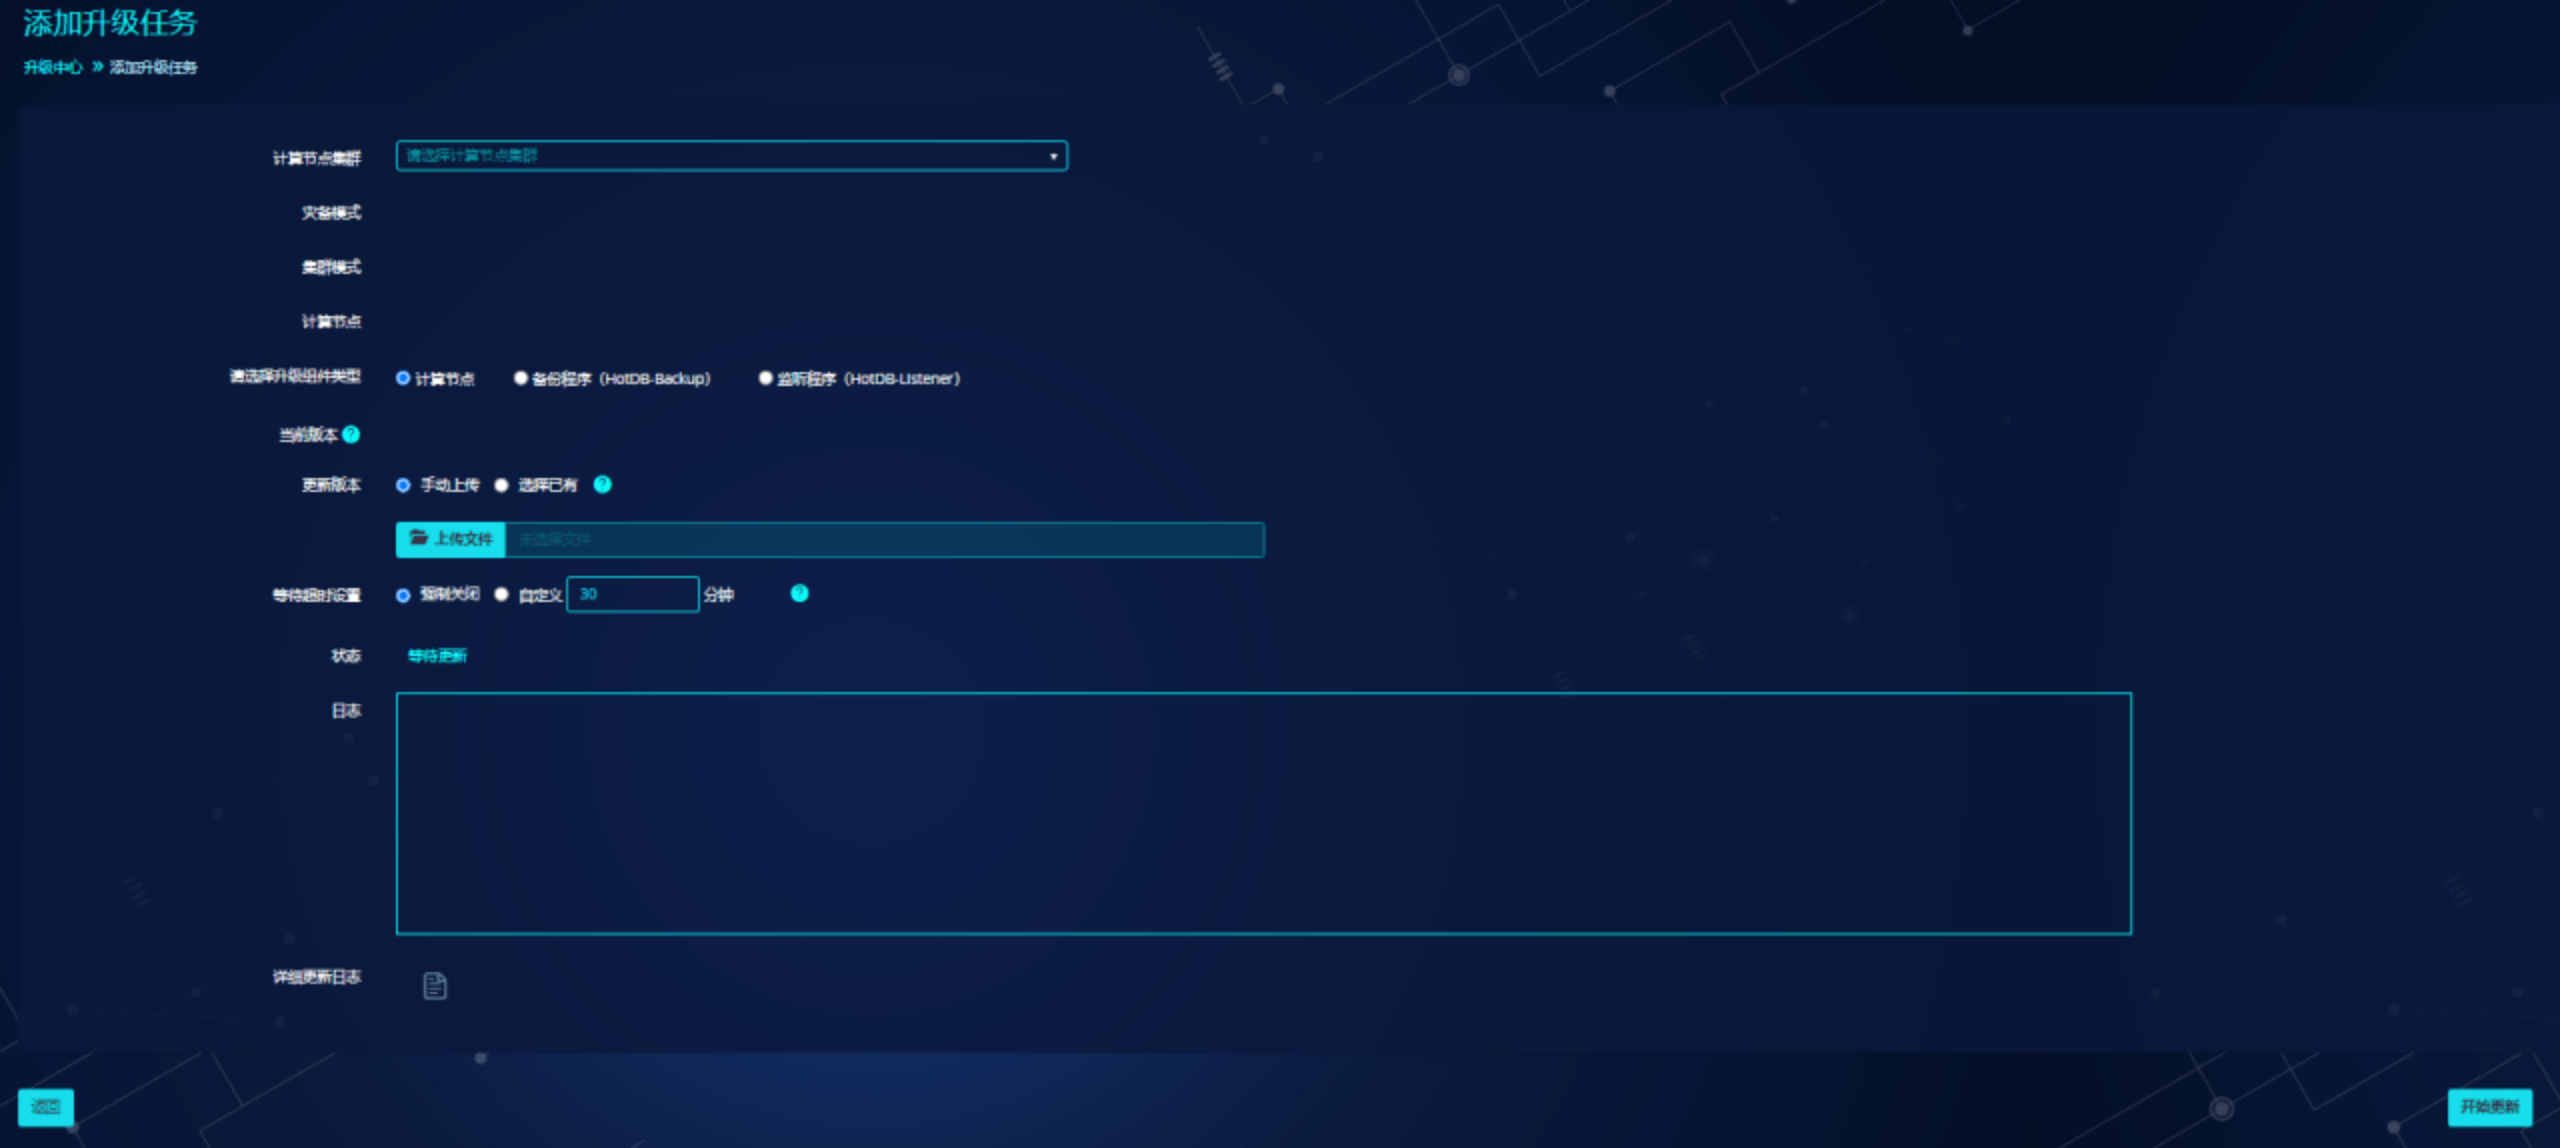 添加升级任务
升级中心 » 添加升级任务
计算节点集群 请选择计算节点集群
灾备模式
集群模式
计算节点
请选择升级组件类型 计算节点 备份程序（HotDB-Backup） 监听程序（HotDB-Listener）
当前版本 ?
更新版本 手动上传 选择已有 ?
上传文件 未选择文件
等待超时设置 强制关闭 自定义 30 分钟 ?
状态 等待更新
日志
详细更新日志
返回 开始更新